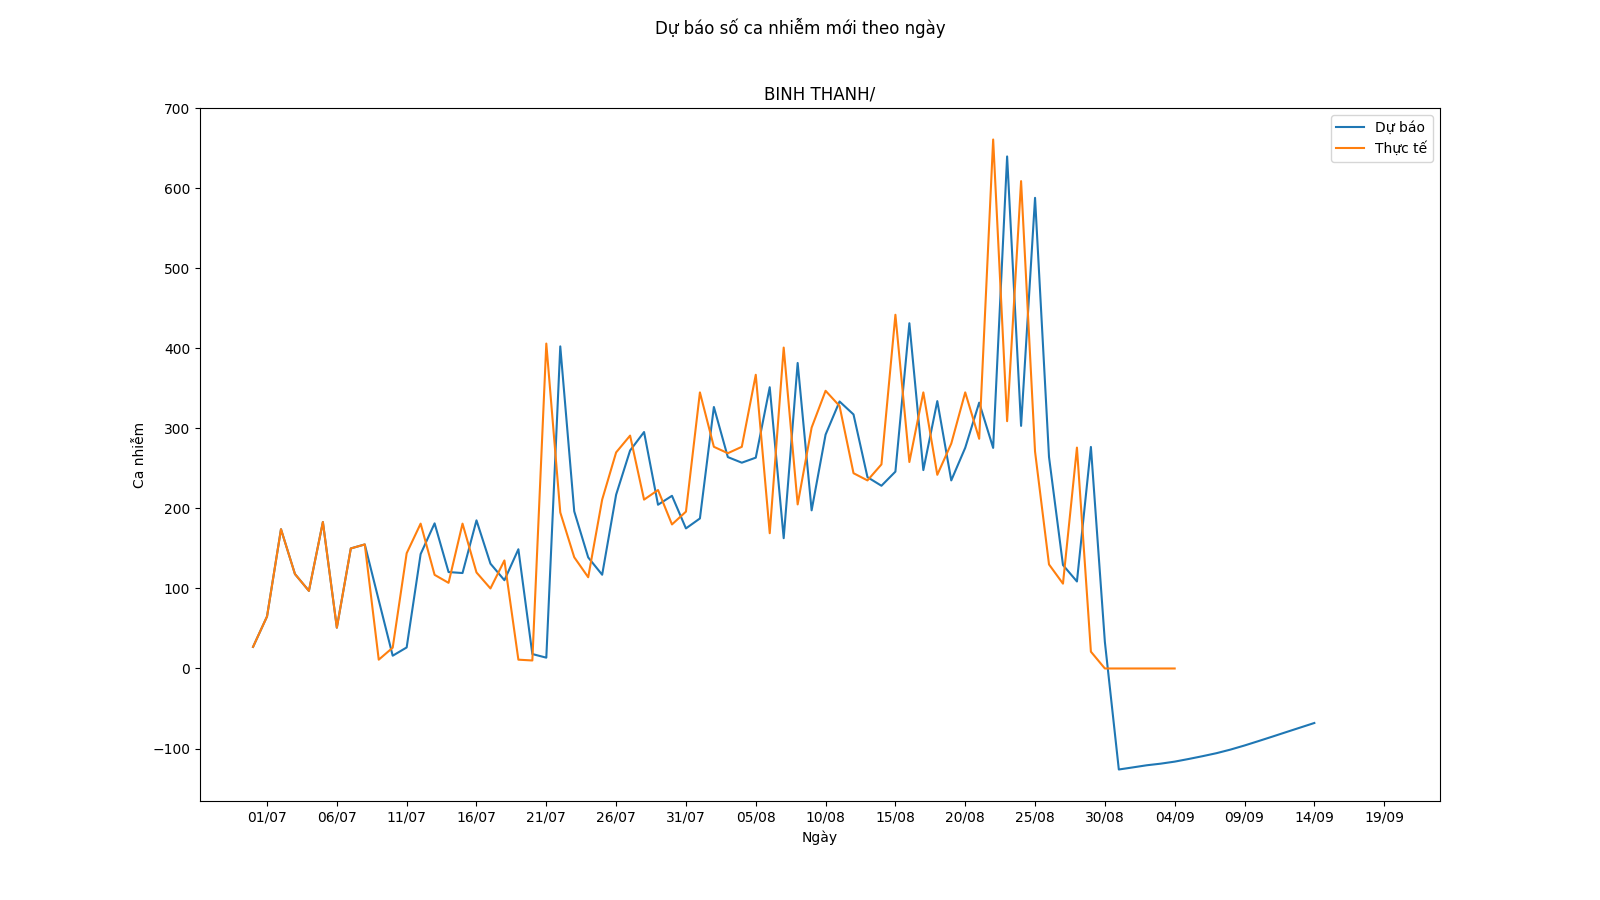 Dự báo số ca nhiễm mới theo ngày
BINH THANH/
Dự báo
Thực tế
700
600
500
400
300
200
100
0
−100
Ca nhiễm
01/07 06/07 11/07 16/07 21/07 26/07 31/07 05/08 10/08 15/08 20/08 25/08 30/08 04/09 09/09 14/09 19/09
Ngày